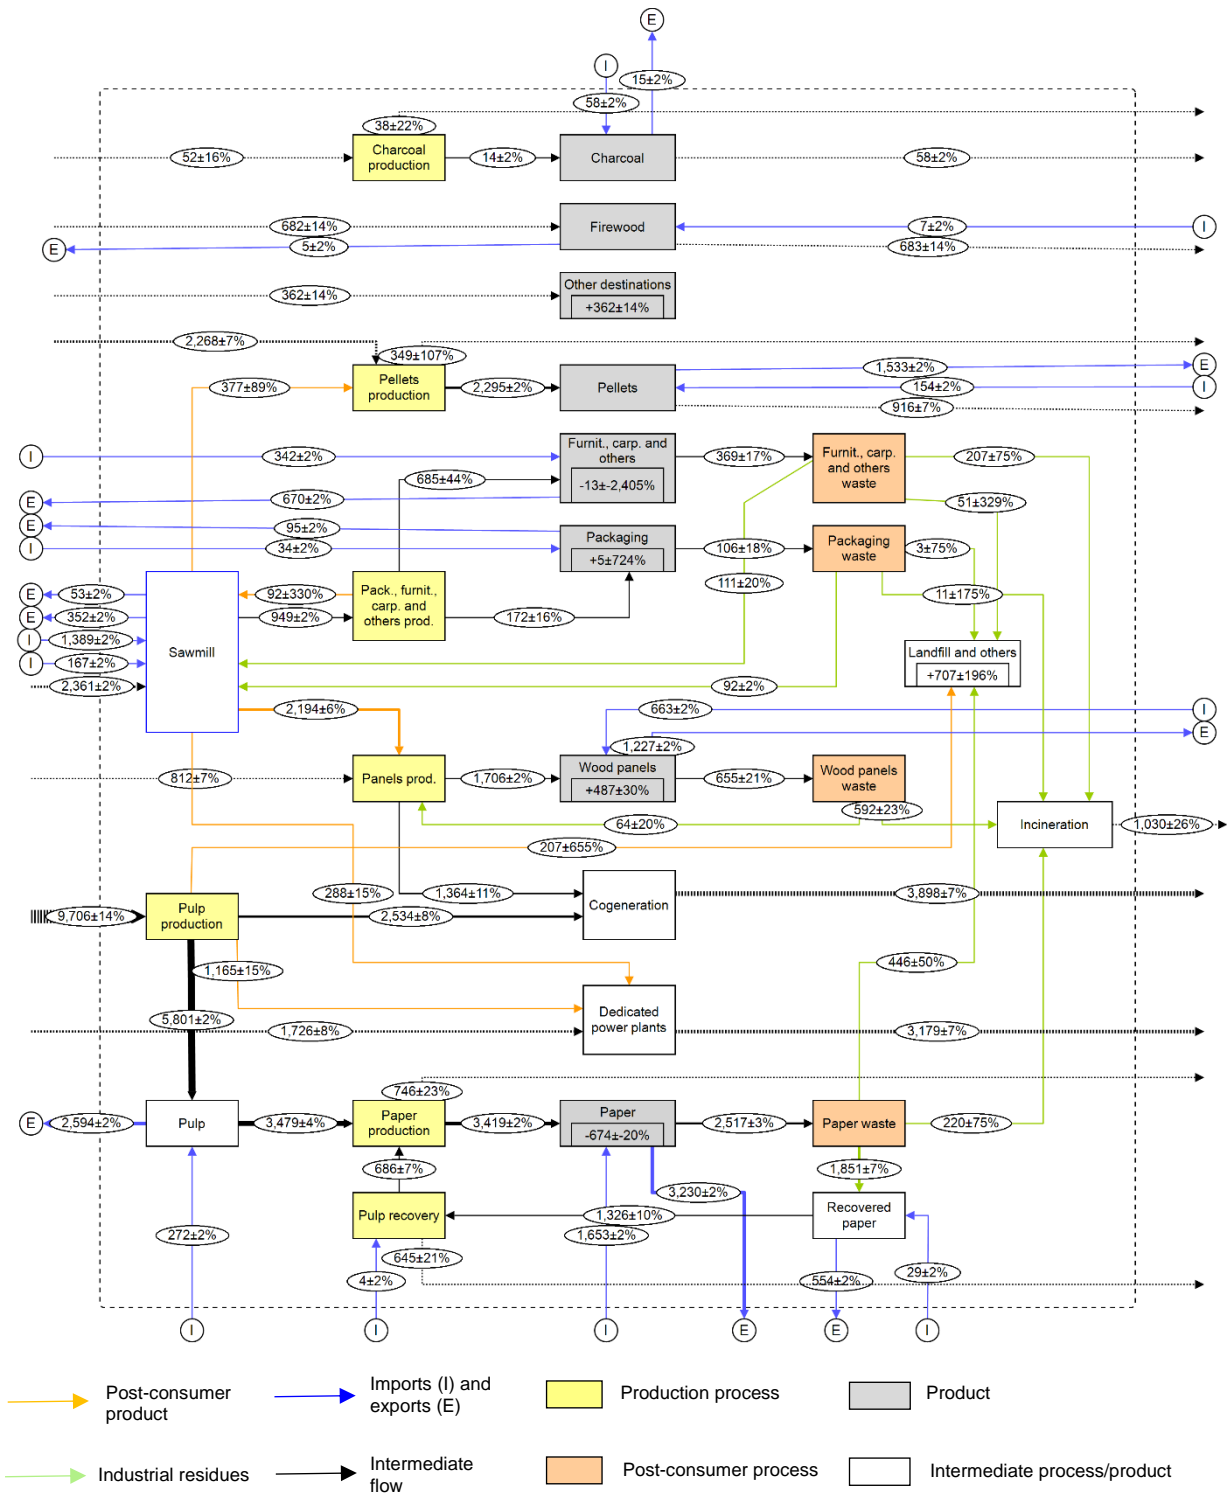 E
I
15±2%
58±2%
38±22%
52±16%
Charcoal
production
14±2%
Charcoal
58±2%
682±14%
Firewood
7±2%
I
E
5±2%
683±14%
362±14%
Other destinations
+362±14%
2,268±7%
349±107%
377±89%
Pellets
production
2,295±2%
Pellets
1,533±2%
E
154±2%
I
916±7%
I
342±2%
Furnit., carp. and
others
-13±-2,405%
369±17%
Furnit., carp.
and others
waste
207±75%
685±44%
E
670±2%
51±329%
E
95±2%
I
34±2%
Packaging
+5±724%
106±18%
Packaging
waste
3±75%
111±20%
E
53±2%
92±330%
Pack., furnit.,
carp. and
others prod.
11±175%
E
352±2%
Sawmill
949±2%
172±16%
I
1,389±2%
I
167±2%
Landfill and others
+707±196%
2,361±2%
92±2%
2,194±6%
663±2%
I
1,227±2%
E
812±7%
Panels prod.
1,706±2%
Wood panels
+487±30%
655±21%
Wood panels
waste
592±23%
64±20%
Incineration
1,030±26%
207±655%
288±15%
1,364±11%
9,706±14%
Pulp
production
2,534±8%
Cogeneration
3,898±7%
1,165±15%
446±50%
5,801±2%
1,726±8%
Dedicated
power plants
3,179±7%
746±23%
E
2,594±2%
Pulp
3,479±4%
Paper
production
3,419±2%
Paper
-674±-20%
2,517±3%
Paper waste
220±75%
686±7%
1,851±7%
3,230±2%
Pulp recovery
1,326±10%
Recovered
paper
272±2%
1,653±2%
645±21%
4±2%
554±2%
29±2%
I
I
I
E
E
I
Post-consumer
product
Imports (I) and
exports (E)
Production process
Product
Industrial residues
Intermediate
flow
Post-consumer process
Intermediate process/product